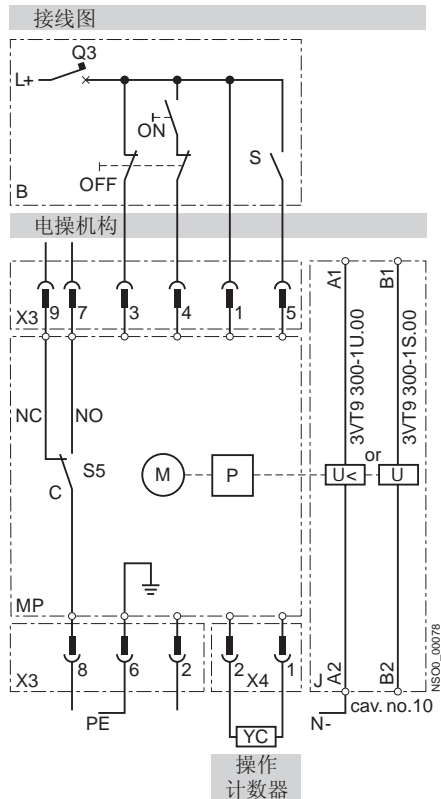 接线图
Q3
L+
ON
S
OFF
B
电操机构
A1
B1
X3
9
7
3
4
1
5
3VT9 300-1U.00
3VT9 300-1S.00
NC
NO
or
S5
M
P
U<
U
C
MP
NSO0_00078
X3
8
6
2
2
X4
1
J
A2
B2
cav. no.10
PE
N-
YC
操作
计数器